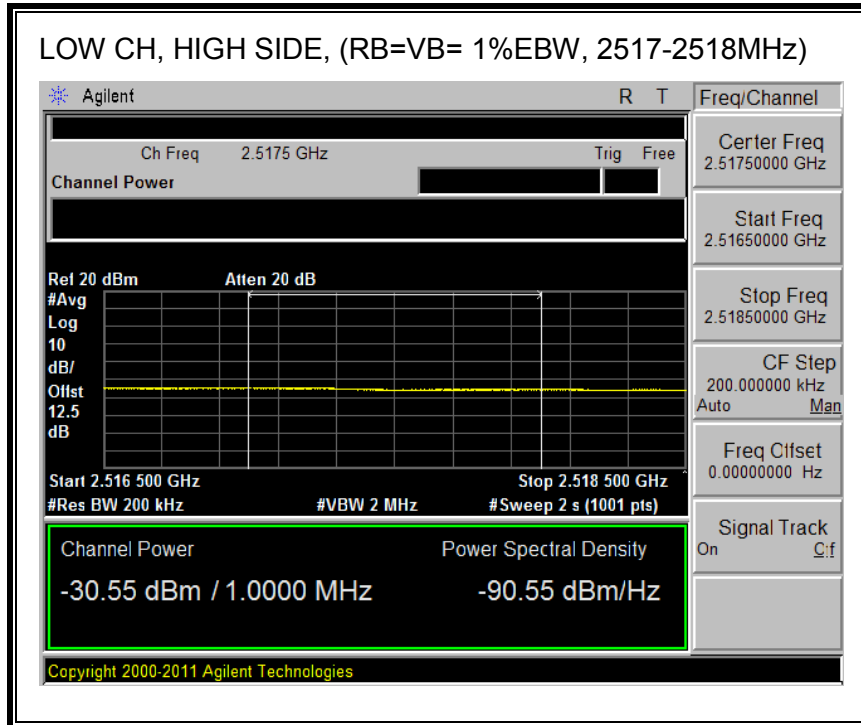 LOW CH, HIGH SIDE, (RB=VB= 1%EBW, 2517-2518MHz)
Agilent R T
Freq/Channel
Ch Freq 2.5175 GHz Trig Free
Channel Power
Center Freq
2.51750000 GHz
Start Freq
2.51650000 GHz
Stop Freq
2.51850000 GHz
CF Step
200.000000 kHz
Auto Man
Freq Offset
0.00000000 Hz
Signal Track
On Off
Ref 20 dBm Atten 20 dB
#Avg
Log
10
dB/
Offst
12.5
dB
Start 2.516 500 GHz Stop 2.518 500 GHz ^
#Res BW 200 kHz #VBW 2 MHz #Sweep 2 s (1001 pts)
Channel Power Power Spectral Density
-30.55 dBm / 1.0000 MHz -90.55 dBm/Hz
Copyright 2000-2011 Agilent Technologies